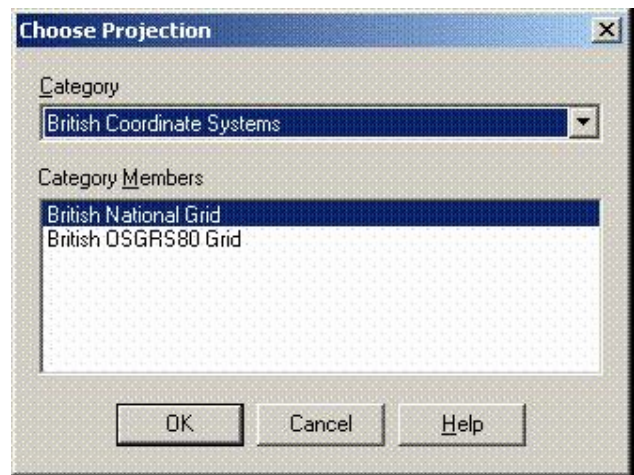 Choose Projection
Category
British Coordinate Systems
Category Members
British National Grid
British OSGRS80 Grid
OK Cancel Help